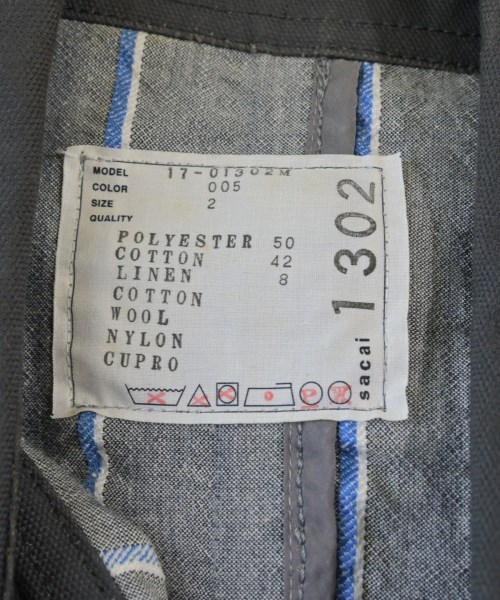 MODEL 17-01302M
COLOR 005
SIZE 2
QUALITY
POLYESTER 50
COTTON 42
LINEN 8
COTTON
WOOL
NYLON
CUPRO
sacai 1302